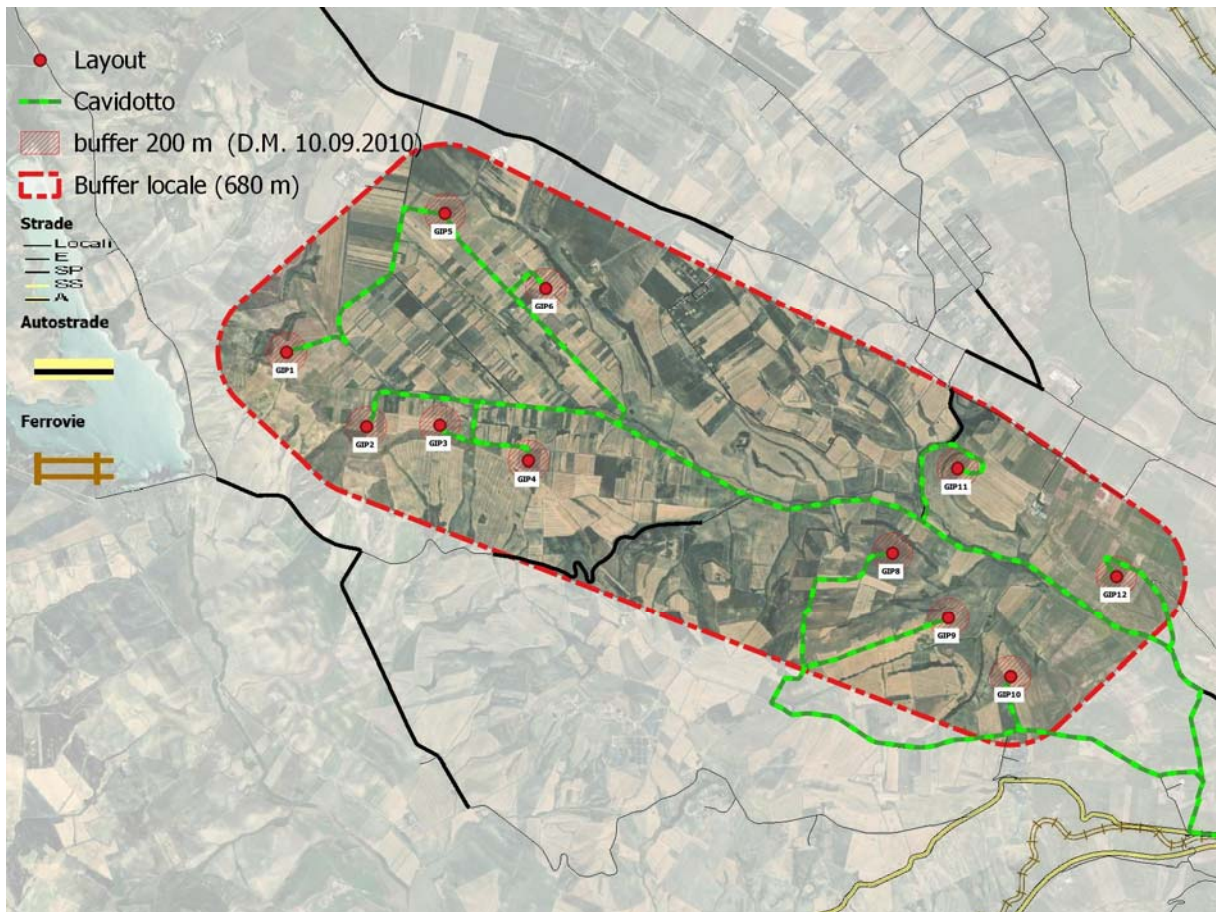 Layout
Cavidotto
buffer 200 m (D.M. 10.09.2010)
Buffer locale (680 m)
Strade
Locali
E
SP
SS
A
Autostrade
Ferrovie
GIP5
GIP6
GIP1
GIP2
GIP3
GIP4
GIP11
GIP8
GIP12
GIP9
GIP10